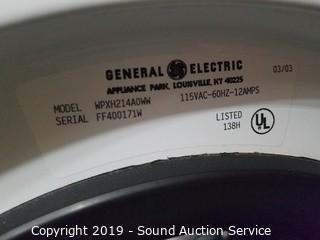 GENERAL ELECTRIC 03/03
APPLIANCE PARK, LOUISVILLE, KY 40225
MODEL WPXH214A0WW 115VAC-60HZ-12AMPS
SERIAL FF400171W
LISTED
138H
UL
Copyright 2019 - Sound Auction Service